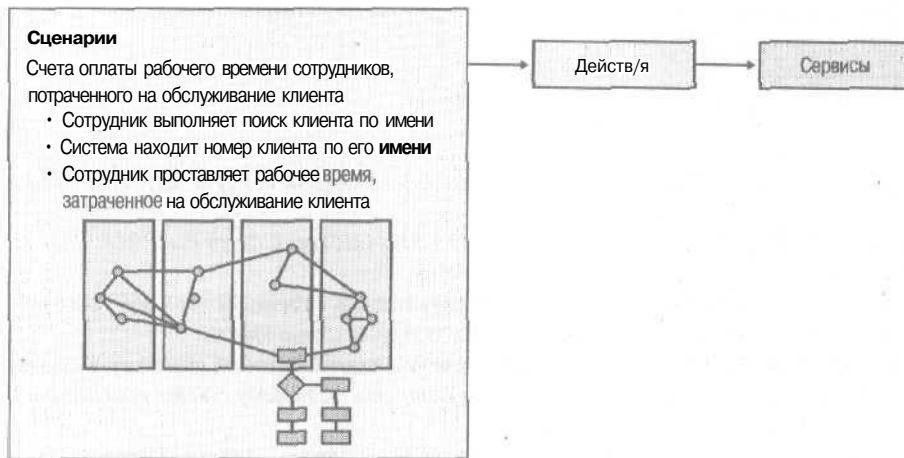 Сценарии
Счета оплаты рабочего времени сотрудников,
потраченного на обслуживание клиента
• Сотрудник выполняет поиск клиента по имени
• Система находит номер клиента по его имени
• Сотрудник проставляет рабочее время,
затраченное на обслуживание клиента
Действ/я
Сервисы